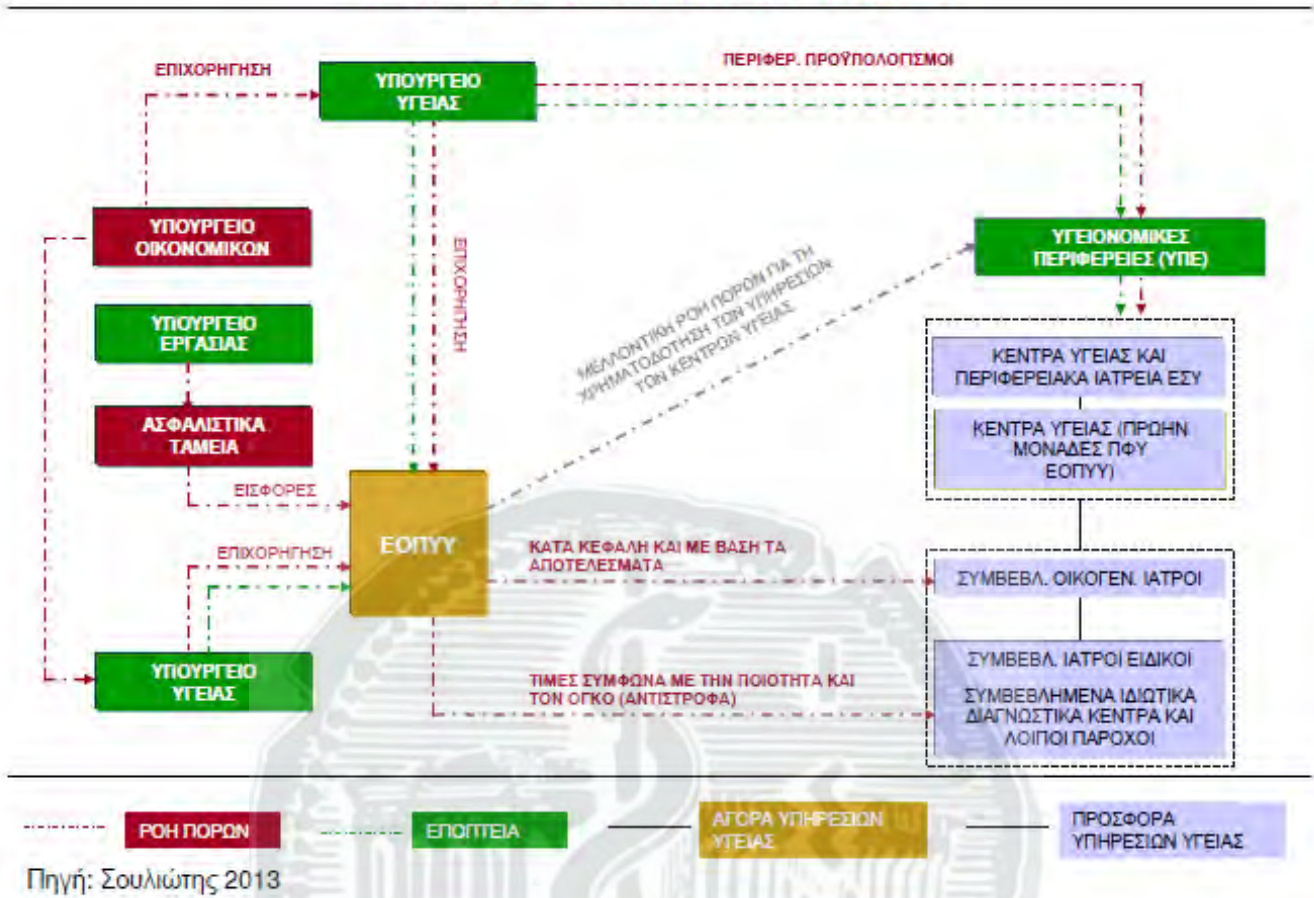 ΕΠΙΧΟΡΗΓΗΣΗ
ΥΠΟΥΡΓΕΙΟ
ΥΓΕΙΑΣ
ΠΕΡΙΦΕΡ. ΠΡΟΫΠΟΛΟΓΙΣΜΟΙ
ΥΠΟΥΡΓΕΙΟ
ΟΙΚΟΝΟΜΙΚΩΝ
ΥΓΕΙΟΝΟΜΙΚΕΣ
ΠΕΡΙΦΕΡΕΙΕΣ (ΥΠΕ)
ΕΠΙΧΟΡΗΓΗΣΗ
ΜΕΛΛΟΝΤΙΚΗ ΡΟΗ ΠΟΡΩΝ ΓΙΑ ΤΗ
ΧΡΗΜΑΤΟΔΟΤΗΣΗ ΤΩΝ ΥΠΗΡΕΣΙΩΝ
ΤΩΝ ΚΕΝΤΡΩΝ ΥΓΕΙΑΣ
ΥΠΟΥΡΓΕΙΟ
ΕΡΓΑΣΙΑΣ
ΚΕΝΤΡΑ ΥΓΕΙΑΣ ΚΑΙ
ΠΕΡΙΦΕΡΕΙΑΚΑ ΙΑΤΡΕΙΑ ΕΣΥ
ΑΣΦΑΛΙΣΤΙΚΑ
ΤΑΜΕΙΑ
ΚΕΝΤΡΑ ΥΓΕΙΑΣ (ΠΡΩΗΝ
ΜΟΝΑΔΕΣ ΠΦΥ
ΕΟΠΥΥ)
ΕΙΣΦΟΡΕΣ
ΕΠΙΧΟΡΗΓΗΣΗ
ΕΟΠΥΥ
ΚΑΤΑ ΚΕΦΑΛΗ ΚΑΙ ΜΕ ΒΑΣΗ ΤΑ
ΑΠΟΤΕΛΕΣΜΑΤΑ
ΣΥΜΒΕΒΛ. ΟΙΚΟΓΕΝ. ΙΑΤΡΟΙ
ΥΠΟΥΡΓΕΙΟ
ΥΓΕΙΑΣ
ΤΙΜΕΣ ΣΥΜΦΩΝΑ ΜΕ ΤΗΝ ΠΟΙΟΤΗΤΑ ΚΑΙ
ΤΟΝ ΟΓΚΟ (ΑΝΤΙΣΤΡΟΦΑ)
ΣΥΜΒΕΒΛ. ΙΑΤΡΟΙ ΕΙΔΙΚΟΙ
ΣΥΜΒΕΒΛΗΜΕΝΑ ΙΔΙΩΤΙΚΑ
ΔΙΑΓΝΩΣΤΙΚΑ ΚΕΝΤΡΑ ΚΑΙ
ΛΟΙΠΟΙ ΠΑΡΟΧΟΙ
ΡΟΗ ΠΟΡΩΝ
ΕΠΟΠΤΕΙΑ
ΑΓΟΡΑ ΥΠΗΡΕΣΙΩΝ
ΥΓΕΙΑΣ
ΠΡΟΣΦΟΡΑ
ΥΠΗΡΕΣΙΩΝ ΥΓΕΙΑΣ
Πηγή: Σουλιώτης 2013